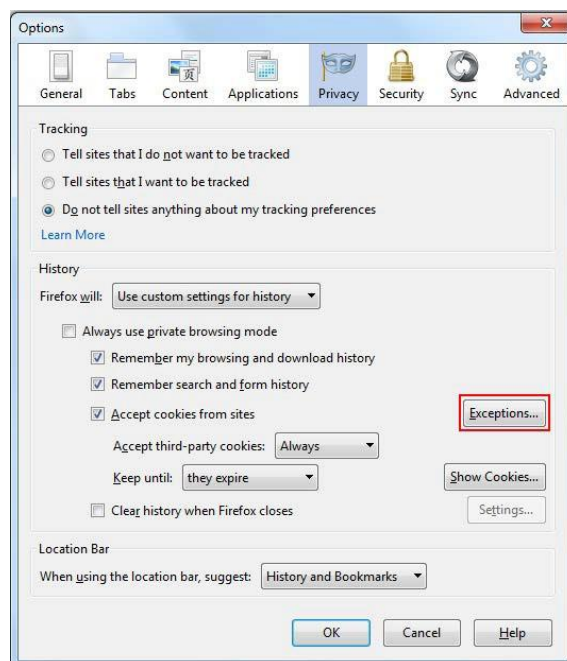 Options
General Tabs Content Applications Privacy Security Sync Advanced
Tracking
Tell sites that I do not want to be tracked
Tell sites that I want to be tracked
Do not tell sites anything about my tracking preferences
Learn More
History
Firefox will: Use custom settings for history
Always use private browsing mode
Remember my browsing and download history
Remember search and form history
Accept cookies from sites Exceptions...
Accept third-party cookies: Always
Keep until: they expire Show Cookies...
Clear history when Firefox closes Settings...
Location Bar
When using the location bar, suggest: History and Bookmarks
OK Cancel Help